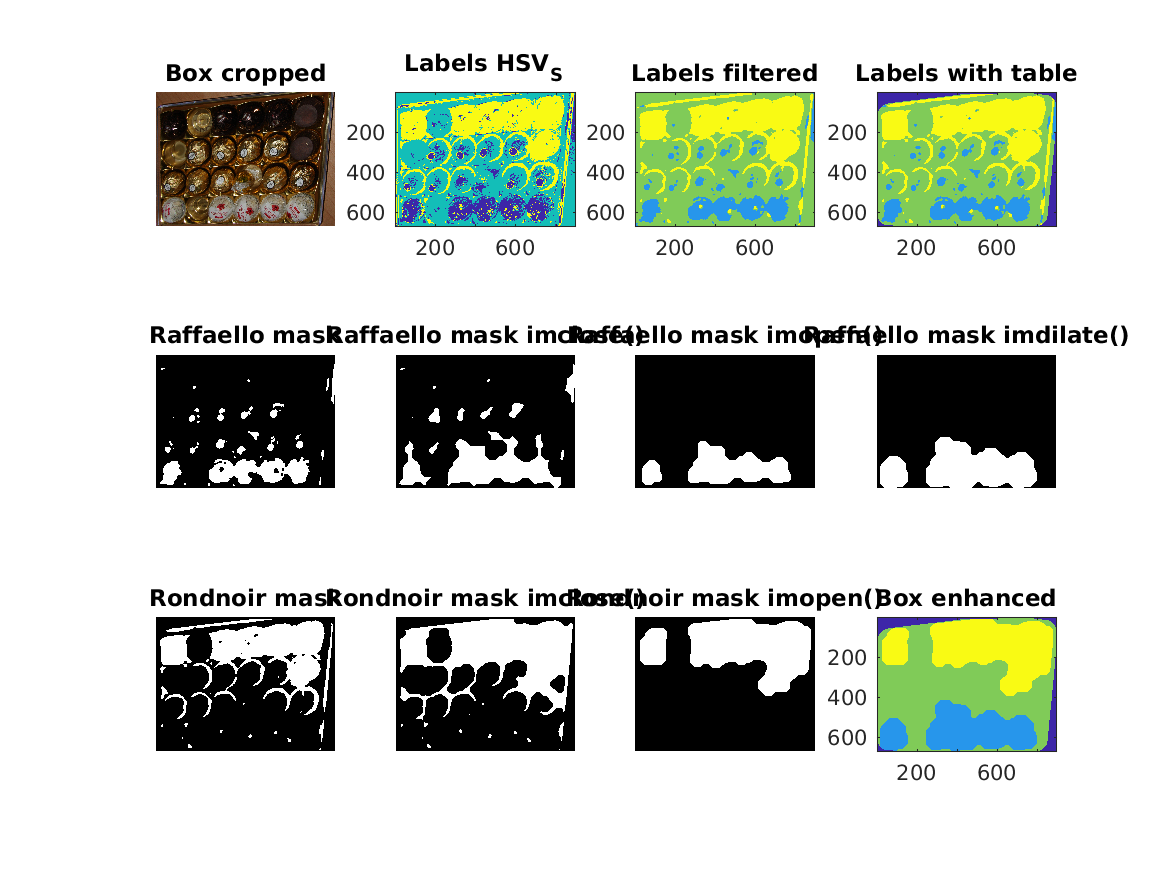 Box cropped
Labels HSV_S
Labels filtered
Labels with table
200
400
600
200
600
200
400
600
200
600
200
400
600
200
600
Raffaello mask
Raffaello mask imclose()
Raffaello mask imopen()
Raffaello mask imdilate()
Rondnoir mask
Rondnoir mask imclose()
Rondnoir mask imopen()
Box enhanced
200
400
600
200
600